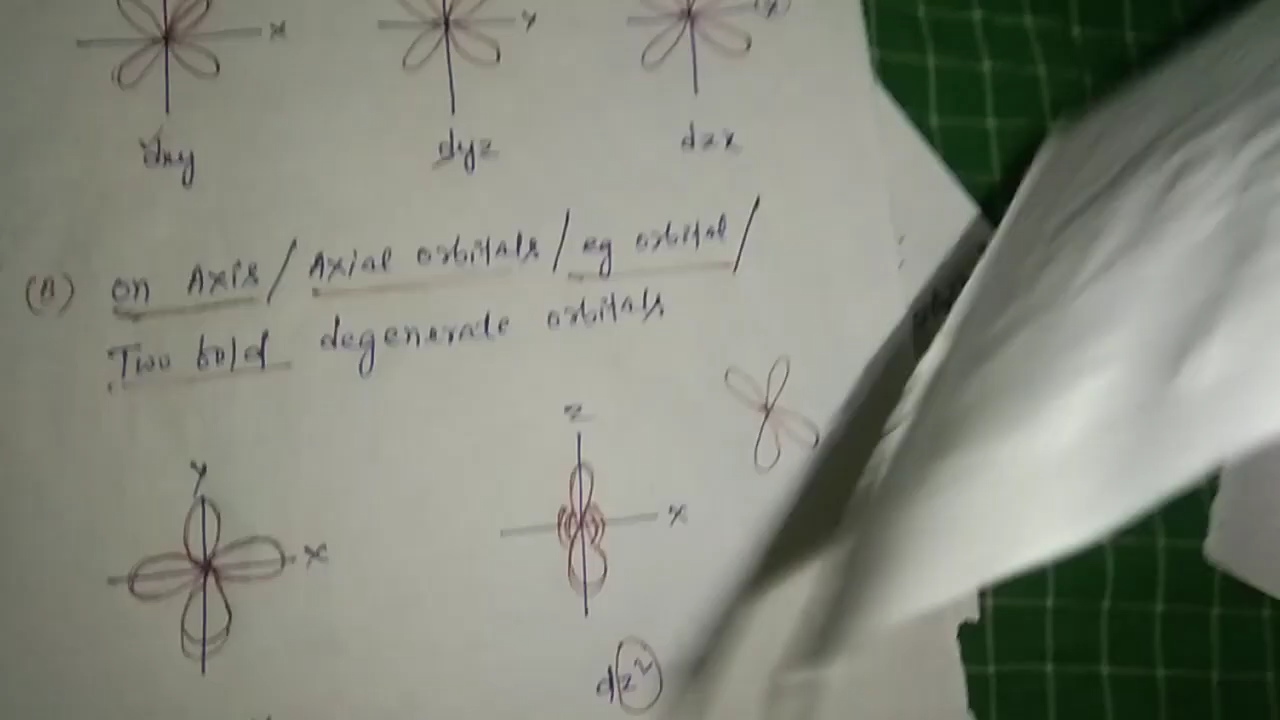 x y (x)
dxy dyz dzx
(A) on Axis / Axial orbitals / eg orbital /
Two fold degenerate orbitals
y z
x x
dz²